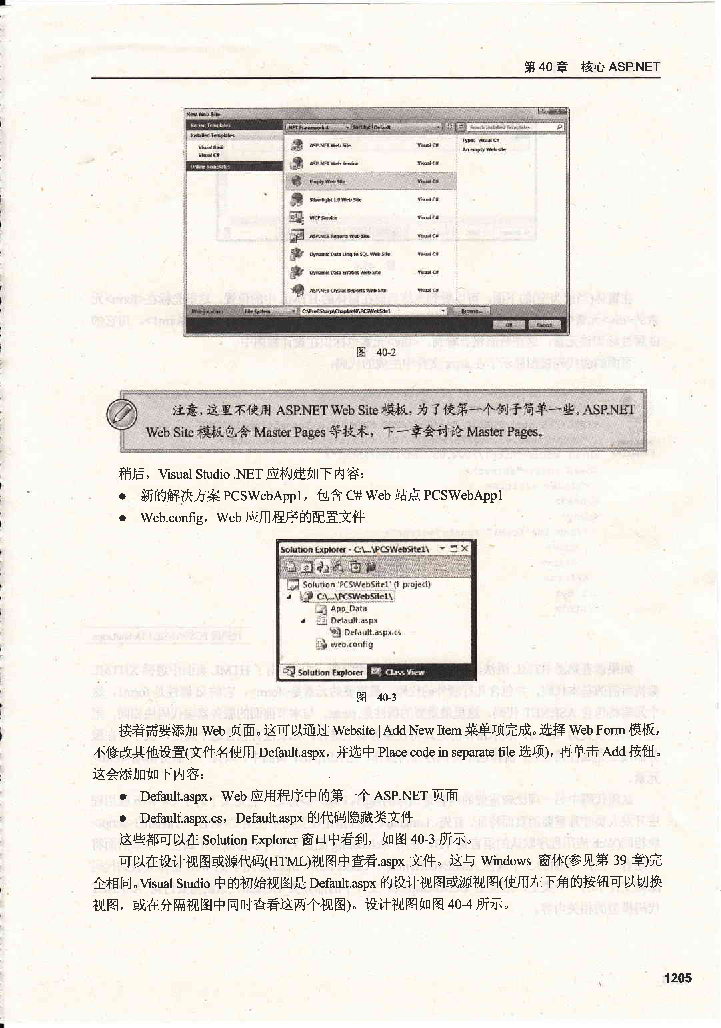 第40章 核心 ASP.NET
New Web Site
Recent Templates
Installed Templates
Visual Basic
Visual C#
Online Templates
.NET Framework 4
Sort by: Default
Search Installed Templates
ASP.NET Web Site Visual C#
ASP.NET Web Service Visual C#
Empty Web Site Visual C#
Silverlight 1.0 Web Site Visual C#
WCF Service Visual C#
ASP.NET Reports Web Site Visual C#
Dynamic Data Linq to SQL Web Site Visual C#
Dynamic Data Entities Web Site Visual C#
ASP.NET Crystal Reports Web Site Visual C#
Type: Visual C#
An empty Web site
Web location: File System C:\ProCSharp\Chapter40\PCSWebSite1 Browse...
OK Cancel
图 40-2
注意,这里不使用 ASP.NET Web Site 模板,为了使第一个例子简单一些,ASP.NET
Web Site 模板包含 Master Pages 等技术,下一章会讨论 Master Pages。
稍后,Visual Studio .NET 应构建如下内容:
● 新的解决方案 PCSWebApp1,包含 C# Web 站点 PCSWebApp1
● Web.config,Web 应用程序的配置文件
Solution Explorer - C:\...\PCSWebSite1\
Solution 'PCSWebSite1' (1 project)
C:\...\PCSWebSite1\
App_Data
Default.aspx
Default.aspx.cs
web.config
Solution Explorer Class View
图 40-3
接着需要添加 Web 页面。这可以通过 Website | Add New Item 菜单项完成。选择 Web Form 模板,
不修改其他设置(文件名使用 Default.aspx,并选中 Place code in separate file 选项),再单击 Add 按钮。
这会添加如下内容:
● Default.aspx,Web 应用程序中的第一个 ASP.NET 页面
● Default.aspx.cs,Default.aspx 的代码隐藏类文件
这些都可以在 Solution Explorer 窗口中看到,如图 40-3 所示。
可以在设计视图或源代码(HTML)视图中查看.aspx 文件。这与 Windows 窗体(参见第 39 章)完
全相同。Visual Studio 中的初始视图是 Default.aspx 的设计视图或源视图(使用左下角的按钮可以切换
视图,或在分隔视图中同时查看这两个视图)。设计视图如图 40-4 所示。
1205